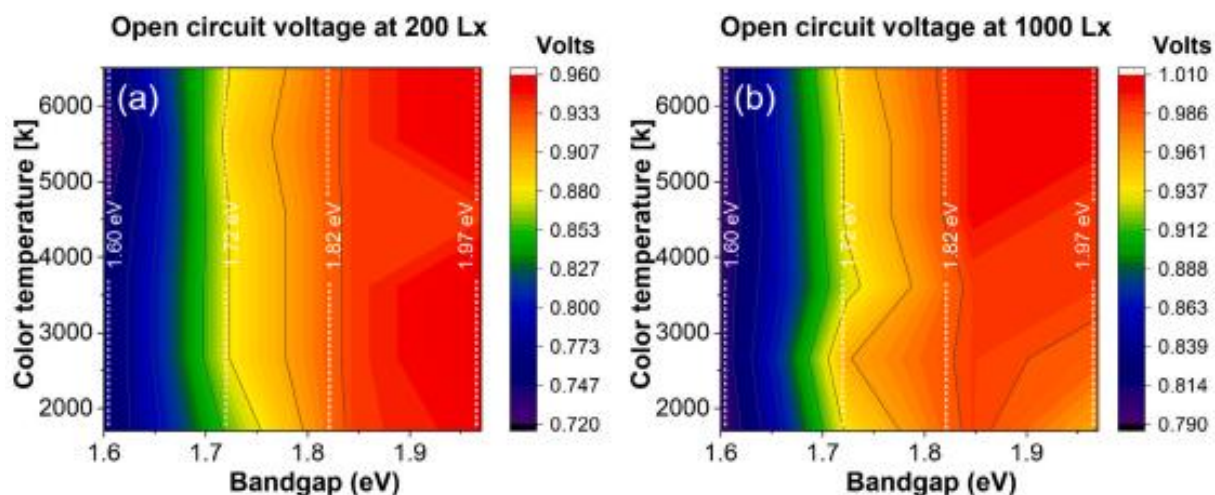 Open circuit voltage at 200 Lx
Volts
(a)
Color temperature [k]
6000
5000
4000
3000
2000
1.60 eV
1.72 eV
1.82 eV
1.97 eV
1.6
1.7
1.8
1.9
Bandgap (eV)
0.960
0.933
0.907
0.880
0.853
0.827
0.800
0.773
0.747
0.720
Open circuit voltage at 1000 Lx
Volts
(b)
Color temperature [k]
6000
5000
4000
3000
2000
1.60 eV
1.72 eV
1.82 eV
1.97 eV
1.6
1.7
1.8
1.9
Bandgap (eV)
1.010
0.986
0.961
0.937
0.912
0.888
0.863
0.839
0.814
0.790